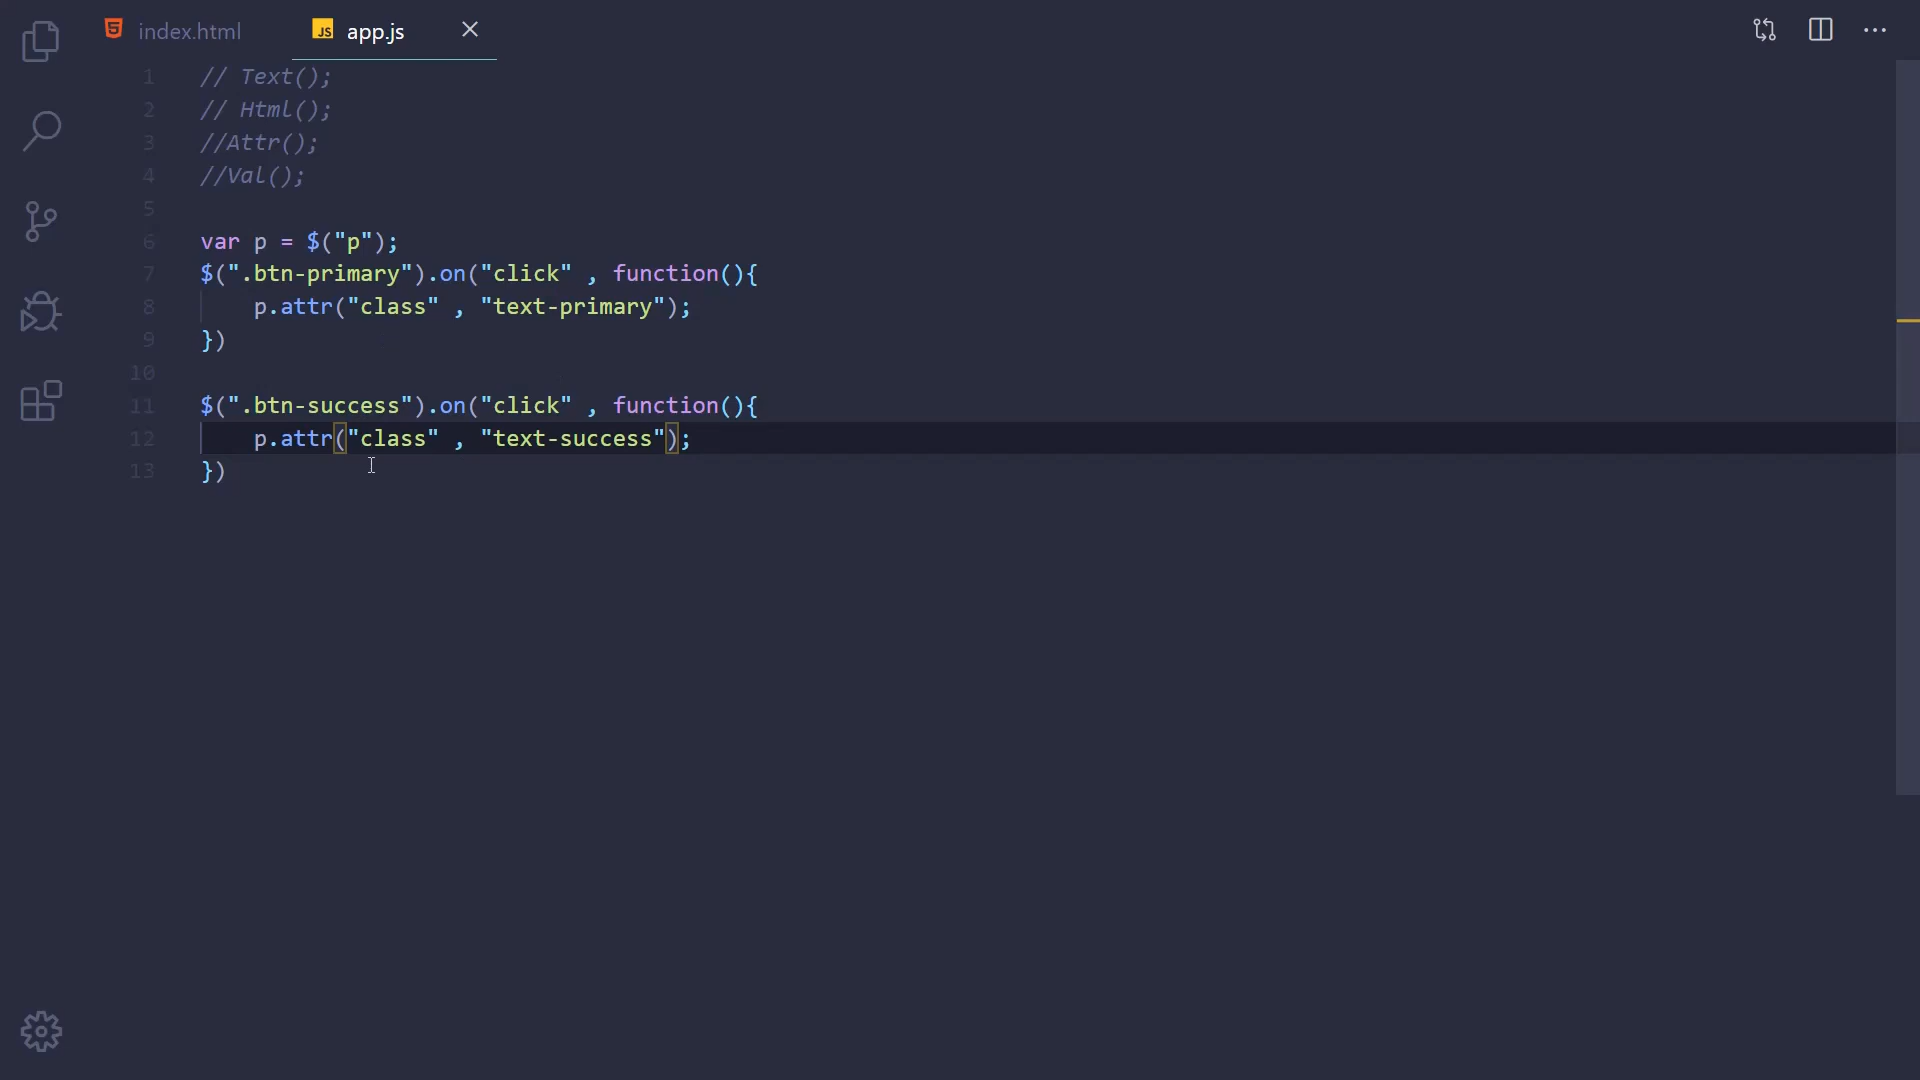 index.html
JS app.js
1 // Text();
2 // Html();
3 //Attr();
4 //Val();
5
6 var p = $("p");
7 $(".btn-primary").on("click" , function(){
8     p.attr("class" , "text-primary");
9 })
10
11 $(".btn-success").on("click" , function(){
12     p.attr("class" , "text-success");
13 })